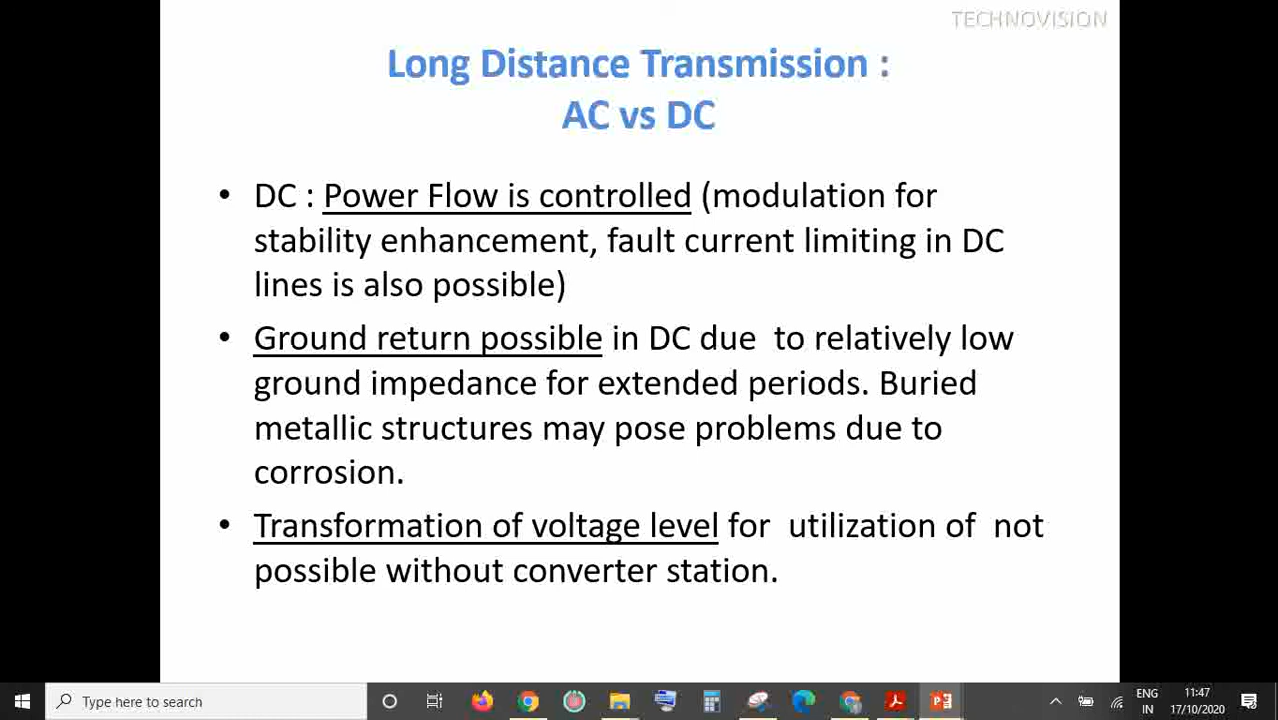 TECHNOVISION
Long Distance Transmission :
AC vs DC
• DC : Power Flow is controlled (modulation for
stability enhancement, fault current limiting in DC
lines is also possible)
• Ground return possible in DC due to relatively low
ground impedance for extended periods. Buried
metallic structures may pose problems due to
corrosion.
• Transformation of voltage level for utilization of not
possible without converter station.
Type here to search
ENG
IN
11:47
17/10/2020